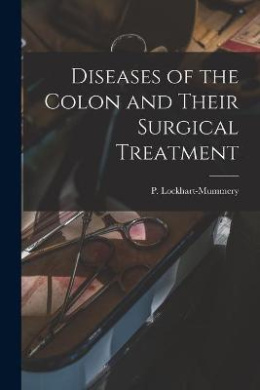 Diseases of the
Colon and Their
Surgical
Treatment
P. Lockhart-Mummery